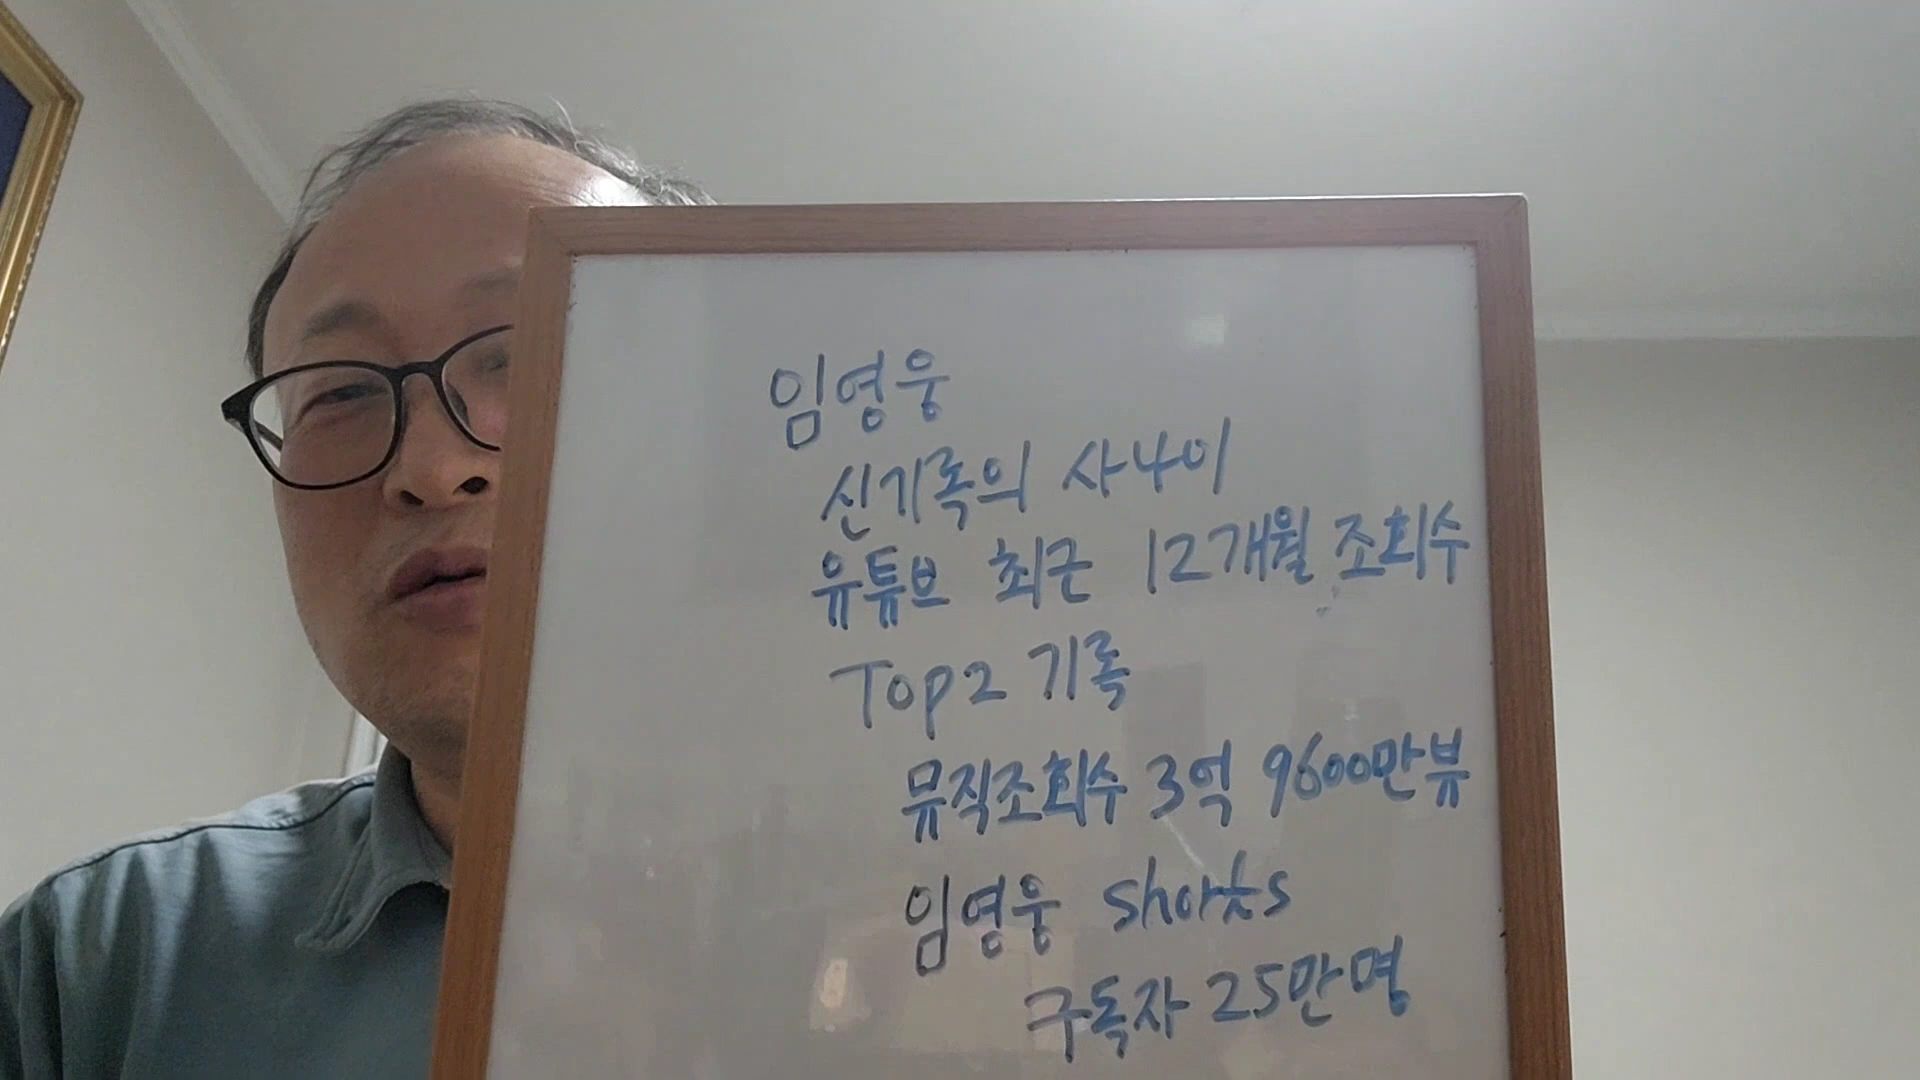 임영웅
신기록의 사나이
유튜브 최근 12개월 조회수
Top2 기록
뮤직조회수 3억 9600만뷰
임영웅 shorts
구독자 25만명